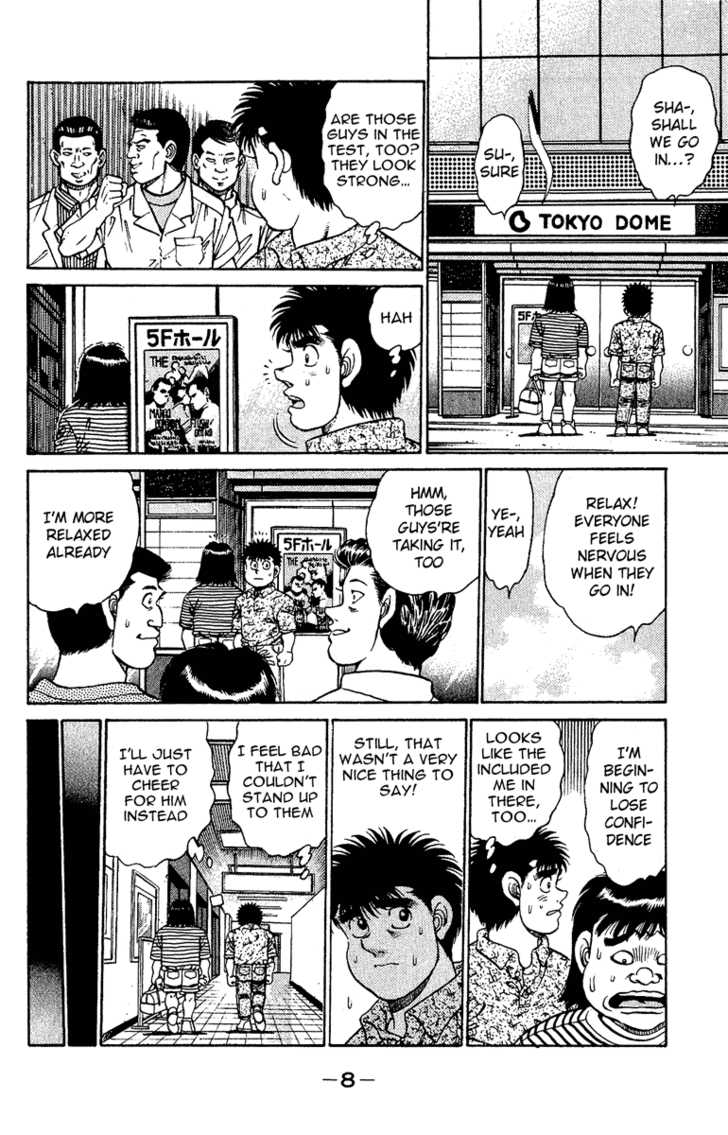 SHA-,
SHALL
WE GO
IN...?
SU-,
SURE
TOKYO DOME
5F
ARE THOSE
GUYS IN THE
TEST, TOO?
THEY LOOK
STRONG...
HAH
5Fホール
THE
RELAX!
EVERYONE
FEELS
NERVOUS
WHEN THEY
GO IN!
YE-,
YEAH
HMM,
THOSE
GUYS'RE
TAKING IT,
TOO
5Fホール
THE
I'M MORE
RELAXED
ALREADY
I'M
BEGIN-
NING TO
LOSE
CONFI-
DENCE
LOOKS
LIKE THE
INCLUDED
ME IN
THERE,
TOO...
STILL, THAT
WASN'T A VERY
NICE THING TO
SAY!
I FEEL BAD
THAT I
COULDN'T
STAND UP
TO THEM
I'LL JUST
HAVE TO
CHEER
FOR HIM
INSTEAD
—8—